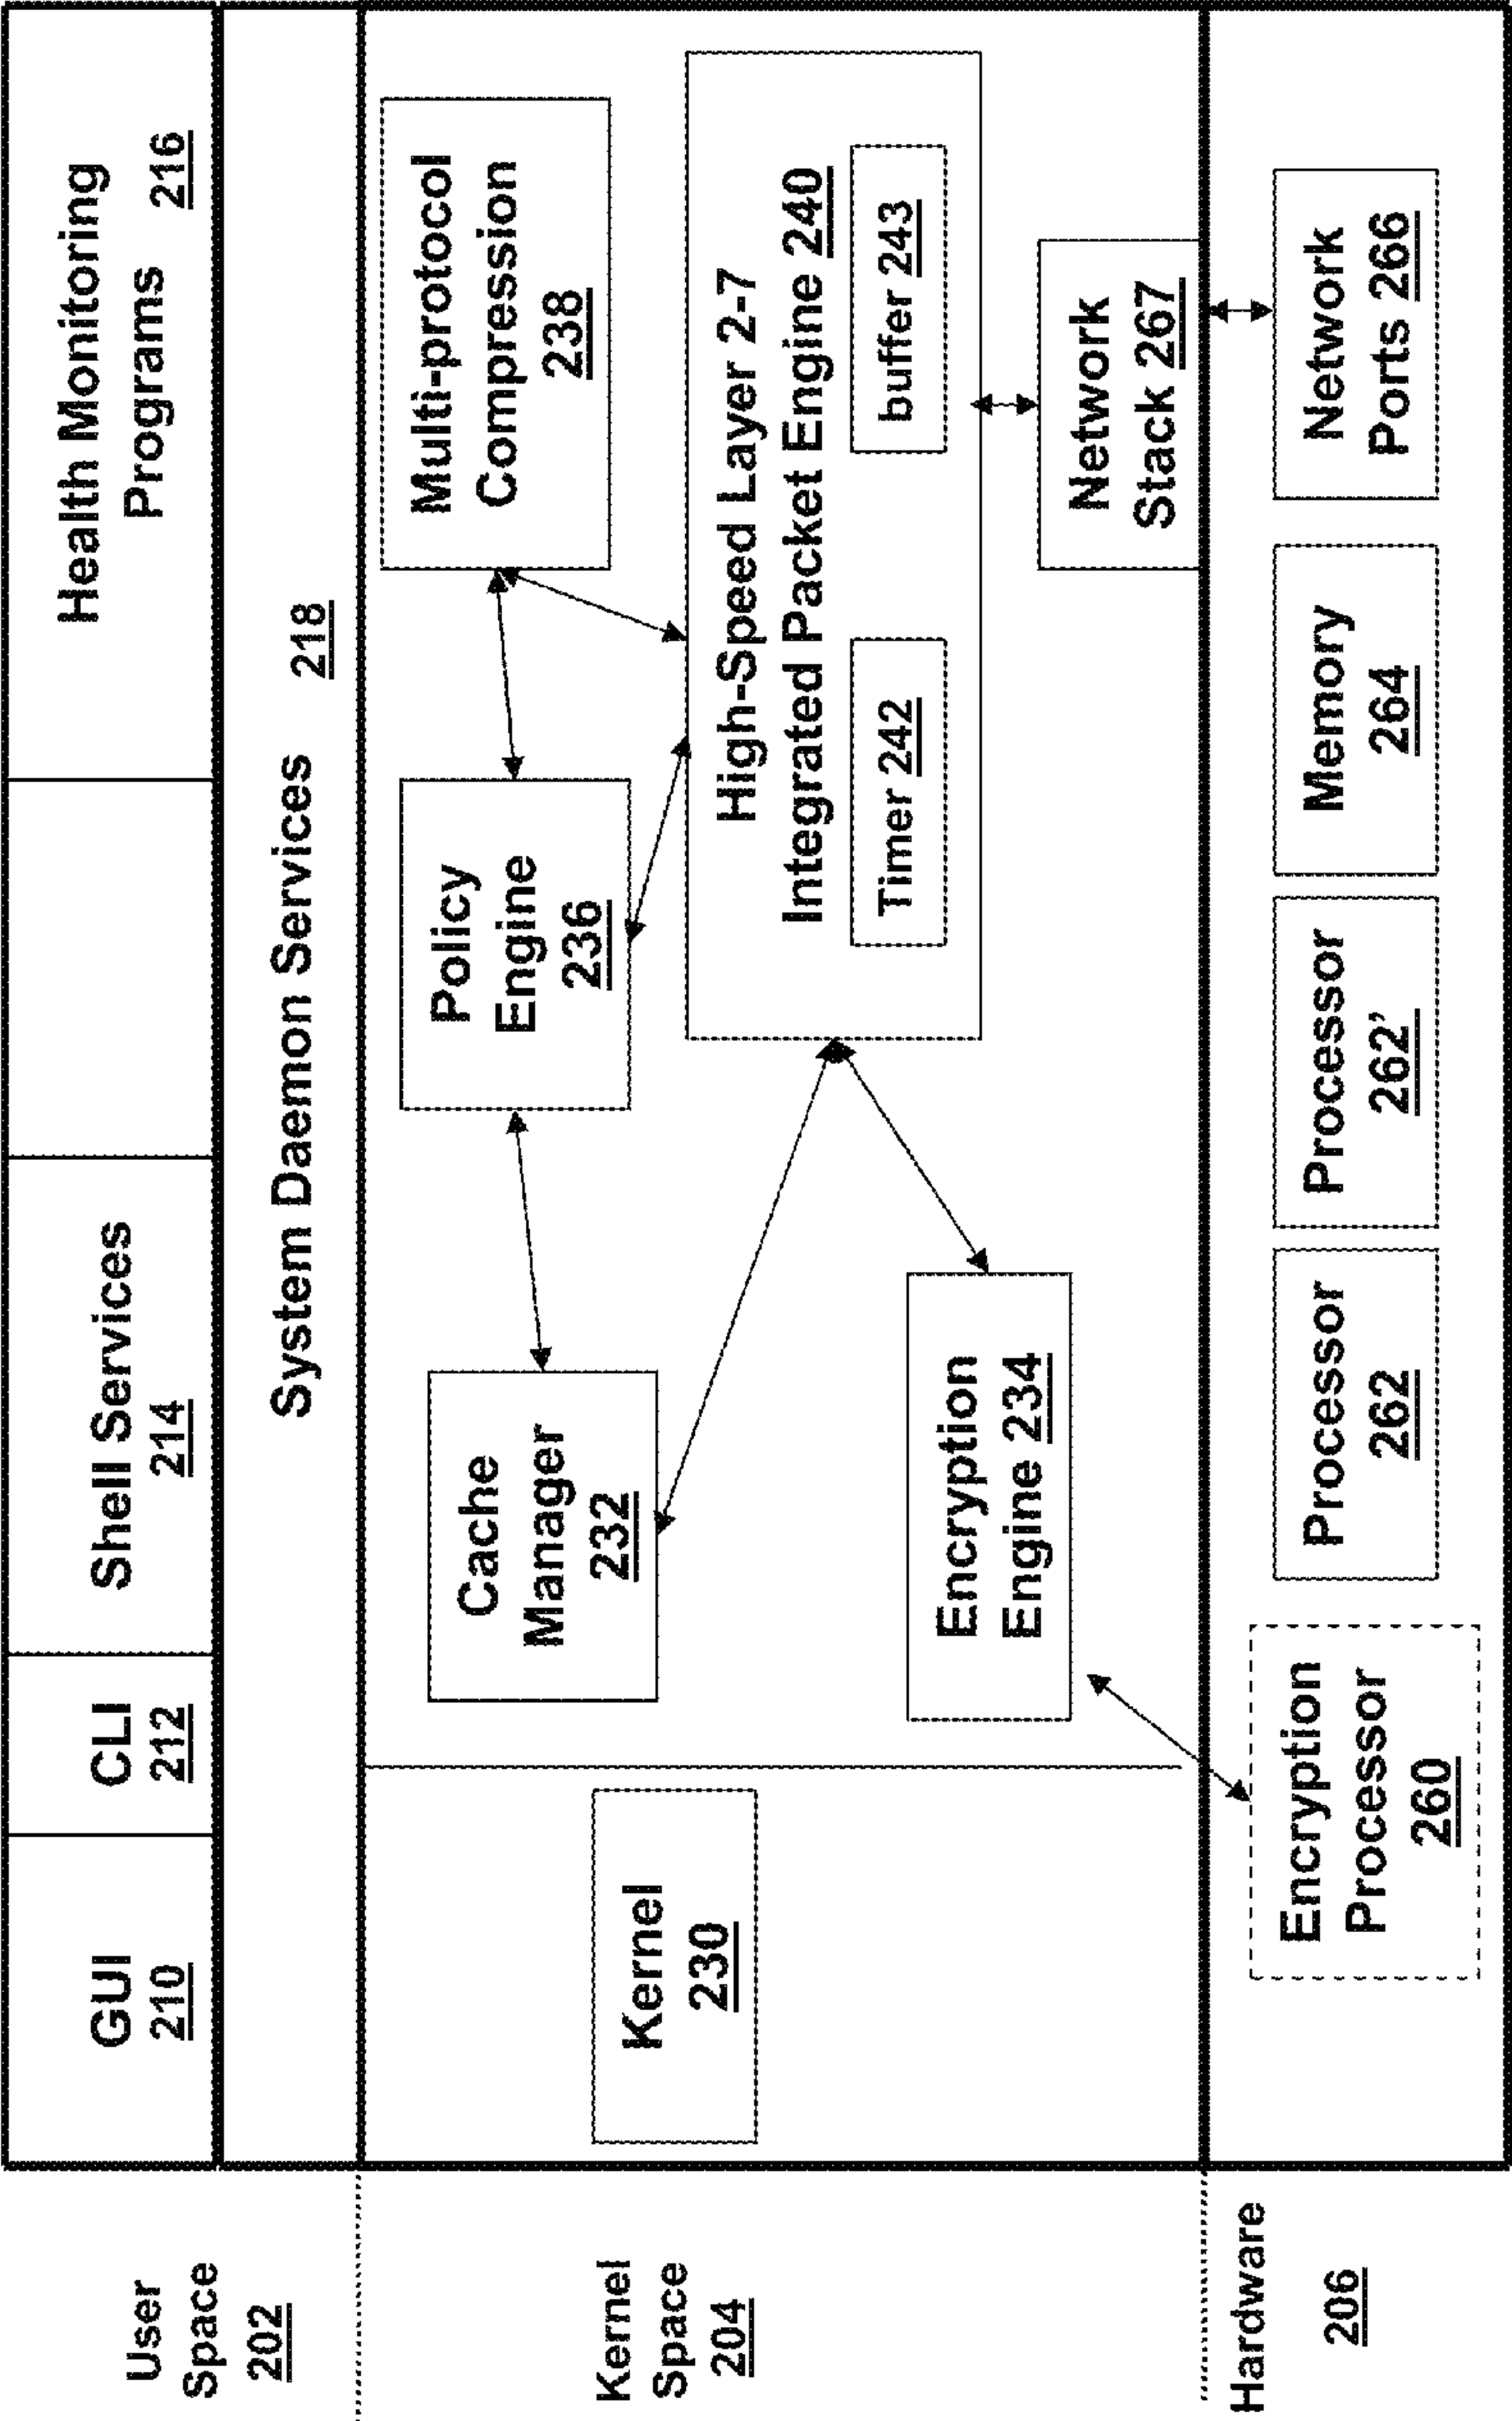 User
Space
202
GUI
210
CLI
212
Shell Services
214
Health Monitoring
Programs 216
System Daemon Services 218
Kernel
Space
204
Kernel
230
Cache
Manager
232
Policy
Engine
236
Multi-protocol
Compression
238
High-Speed Layer 2-7
Integrated Packet Engine 240
Timer 242
buffer 243
Encryption
Engine 234
Network
Stack 267
Hardware
206
Encryption
Processor
260
Processor
262
Processor
262’
Memory
264
Network
Ports 266